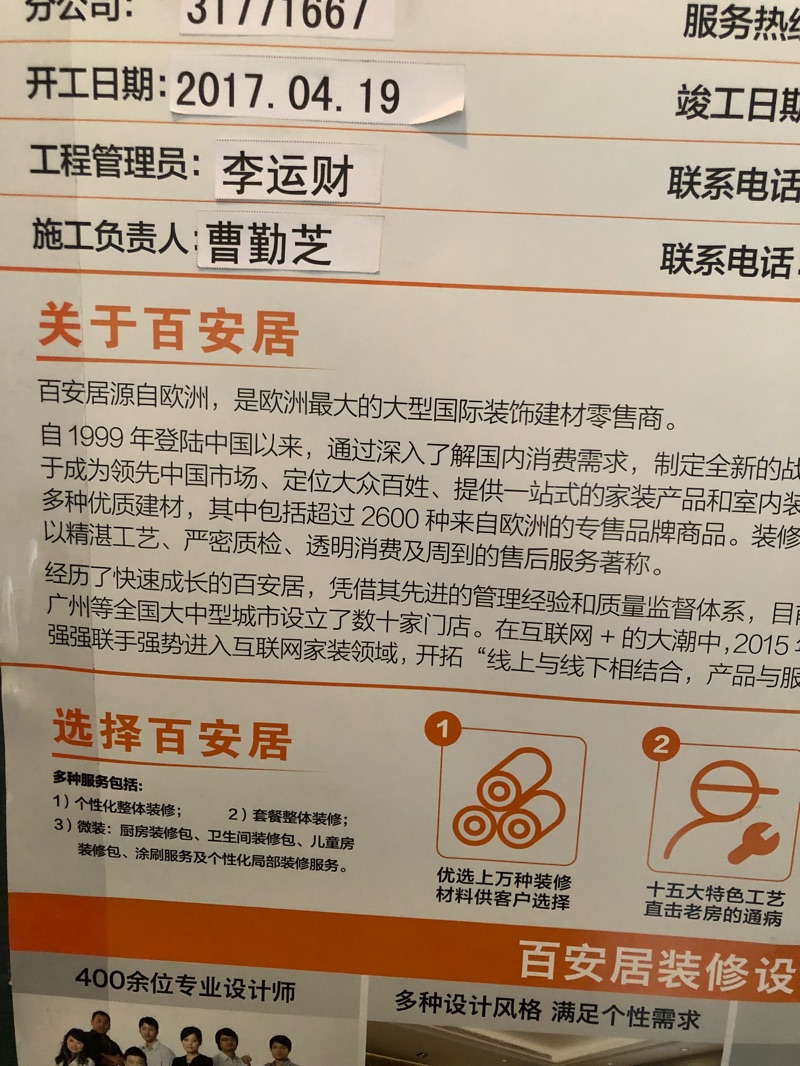 分公司: 31771667 服务热线
开工日期: 2017.04.19 竣工日期
工程管理员: 李运财 联系电话
施工负责人: 曹勤芝 联系电话
关于百安居
百安居源自欧洲，是欧洲最大的大型国际装饰建材零售商。
自1999年登陆中国以来，通过深入了解国内消费需求，制定全新的战
于成为领先中国市场、定位大众百姓、提供一站式的家装产品和室内装
多种优质建材，其中包括超过 2600 种来自欧洲的专售品牌商品。装修
以精湛工艺、严密质检、透明消费及周到的售后服务著称。
经历了快速成长的百安居，凭借其先进的管理经验和质量监督体系，目前
广州等全国大中型城市设立了数十家门店。在互联网 + 的大潮中，2015
强强联手强势进入互联网家装领域，开拓“线上与线下相结合，产品与服
选择百安居
多种服务包括:
1）个性化整体装修； 2）套餐整体装修；
3）微装：厨房装修包、卫生间装修包、儿童房
装修包、涂刷服务及个性化局部装修服务。
1
优选上万种装修
材料供客户选择
2
十五大特色工艺
直击老房的通病
百安居装修设
400余位专业设计师
多种设计风格 满足个性需求